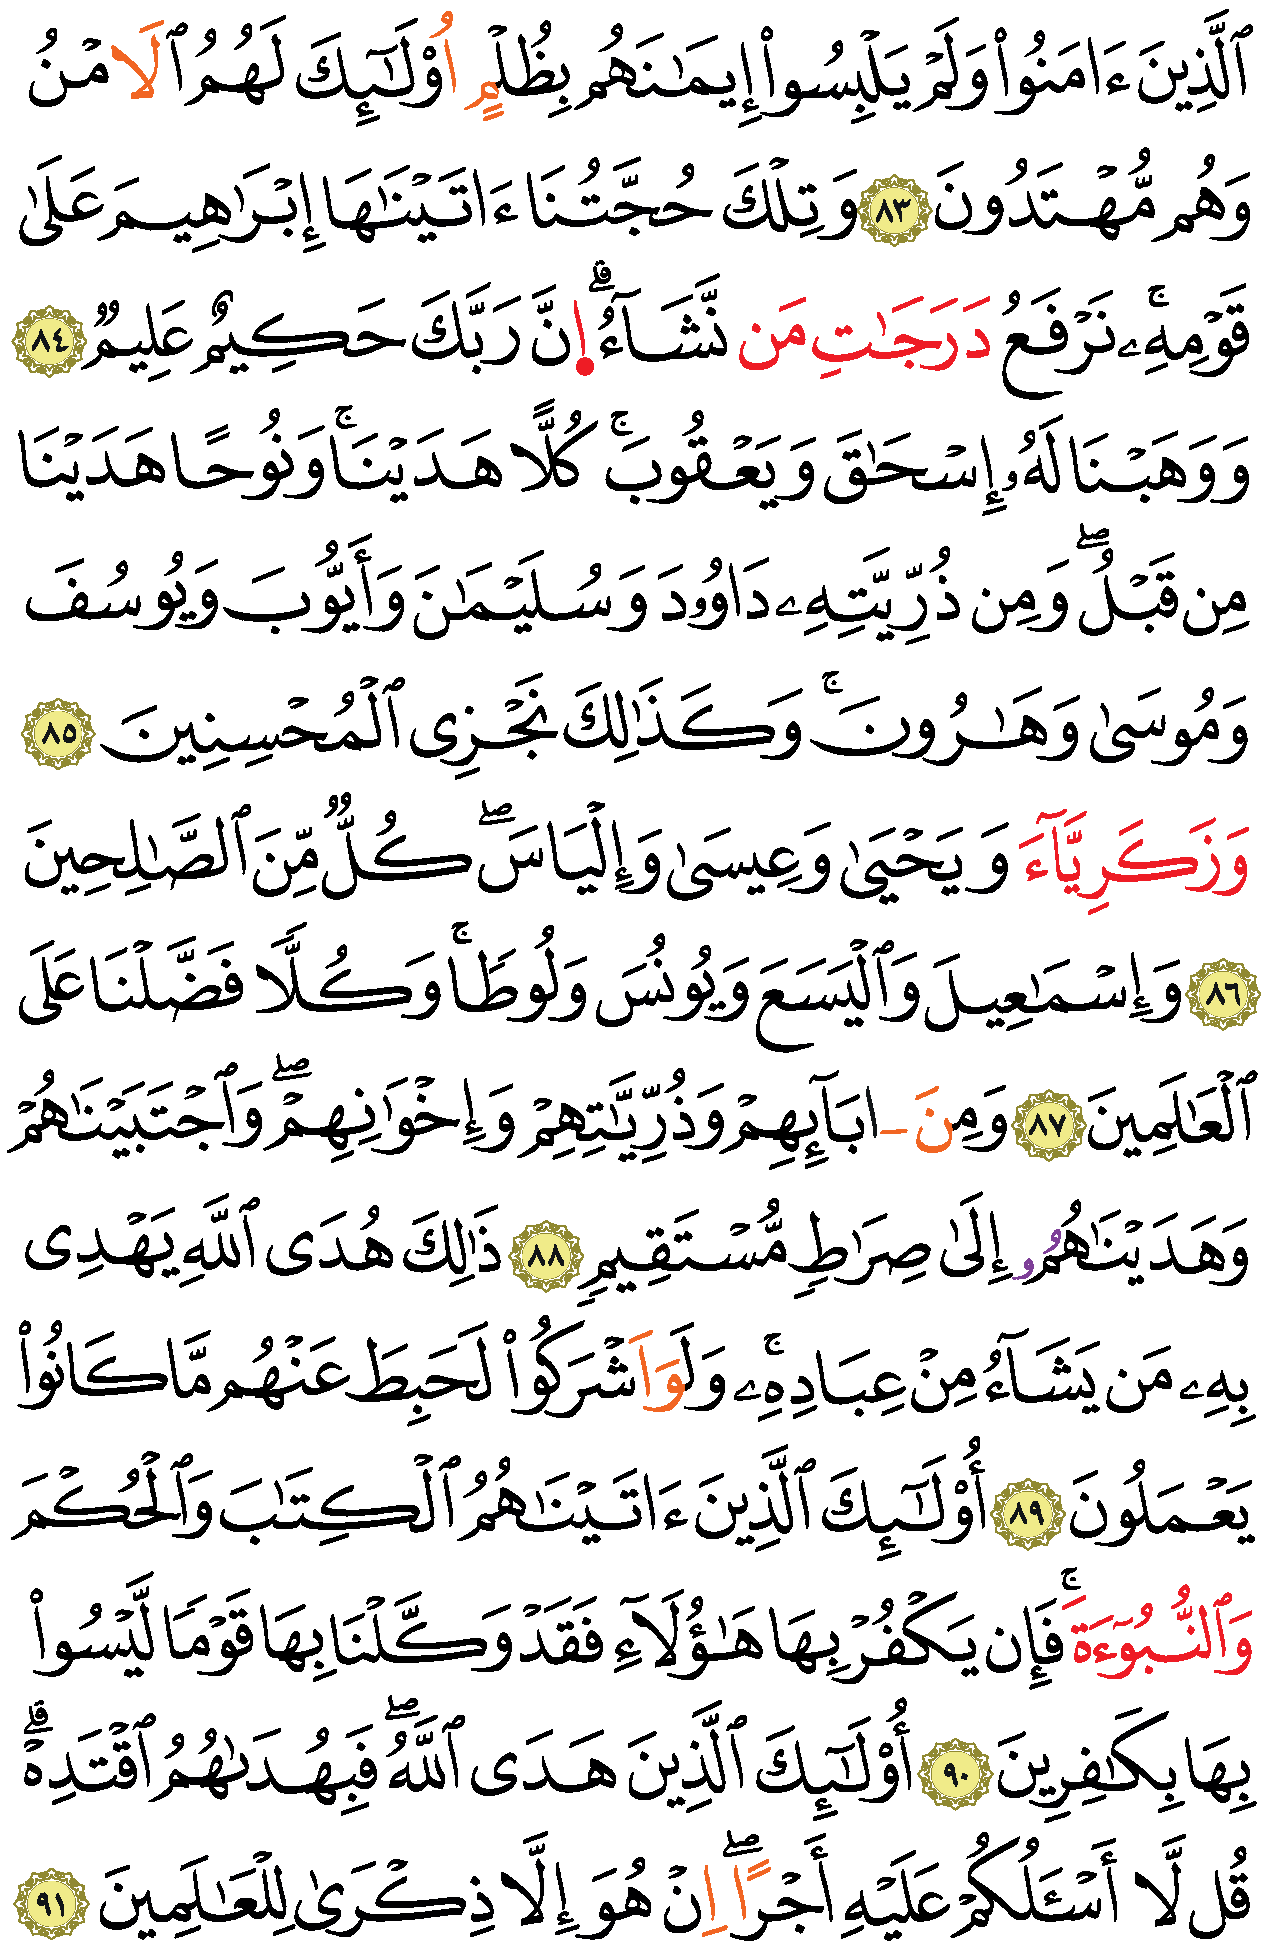 ٱلَّذِينَ ءَامَنُواْ وَلَمْ يَلْبِسُواْ إِيمَـٰنَهُم بِظُلْمٍ اُوْلَـٰٓئِكَ لَهُمُ ٱلَامْنُ
وَهُم مُّهْتَدُونَ ٨٣ وَتِلْكَ حُجَّتُنَا ءَاتَيْنَـٰهَا إِبْرَٰهِيمَ عَلَىٰ
قَوْمِهِۦۚ نَرْفَعُ دَرَجَـٰتِ مَن نَّشَآءُۗ اِنَّ رَبَّكَ حَكِيمٌ عَلِيمٌ ٨٤
وَوَهَبْنَا لَهُۥ إِسْحَـٰقَ وَيَعْقُوبَۚ كُلًّا هَدَيْنَاۚ وَنُوحًا هَدَيْنَا
مِن قَبْلُۖ وَمِن ذُرِّيَّتِهِۦ دَاوُۥدَ وَسُلَيْمَـٰنَ وَأَيُّوبَ وَيُوسُفَ
وَمُوسَىٰ وَهَـٰرُونَۚ وَكَذَٰلِكَ نَجْزِى ٱلْمُحْسِنِينَ ٨٥
وَزَكَرِيَّآءَ وَيَحْيَىٰ وَعِيسَىٰ وَإِلْيَاسَۖ كُلٌّ مِّنَ ٱلصَّـٰلِحِينَ
٨٦ وَإِسْمَـٰعِيلَ وَٱلْيَسَعَ وَيُونُسَ وَلُوطًاۚ وَكُلًّا فَضَّلْنَا عَلَى
ٱلْعَـٰلَمِينَ ٨٧ وَمِنَ ـ ابَآئِهِمْ وَذُرِّيَّـٰتِهِمْ وَإِخْوَٰنِهِمْۖ وَٱجْتَبَيْنَـٰهُمْ
وَهَدَيْنَـٰهُمُۥ إِلَىٰ صِرَٰطٍ مُّسْتَقِيمٍ ٨٨ ذَٰلِكَ هُدَى ٱللَّهِ يَهْدِى
بِهِۦ مَن يَشَآءُ مِنْ عِبَادِهِۦۚ وَلَوَ اَشْرَكُواْ لَحَبِطَ عَنْهُم مَّا كَانُواْ
يَعْمَلُونَ ٨٩ أُوْلَـٰٓئِكَ ٱلَّذِينَ ءَاتَيْنَـٰهُمُ ٱلْكِتَـٰبَ وَٱلْحُكْمَ
وَٱلنُّبُوٓءَةَۚ فَإِن يَكْفُرْ بِهَا هَـٰٓؤُلَآءِ فَقَدْ وَكَّلْنَا بِهَا قَوْمًا لَّيْسُواْ
بِهَا بِكَـٰفِرِينَ ٩٠ أُوْلَـٰٓئِكَ ٱلَّذِينَ هَدَى ٱللَّهُۖ فَبِهُدَىٰهُمُ ٱقْتَدِهْۗ
قُل لَّا أَسْـَٔلُكُمْ عَلَيْهِ أَجْرًاۖ اِنْ هُوَ إِلَّا ذِكْرَىٰ لِلْعَـٰلَمِينَ ٩١